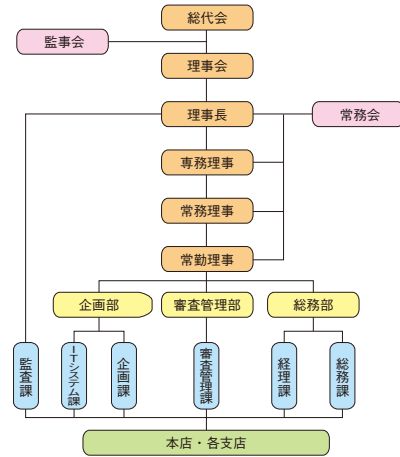 総代会
監事会
理事会
理事長
常務会
専務理事
常務理事
常勤理事
企画部
審査管理部
総務部
監査課
ITシステム課
企画課
審査管理課
経理課
総務課
本店・各支店